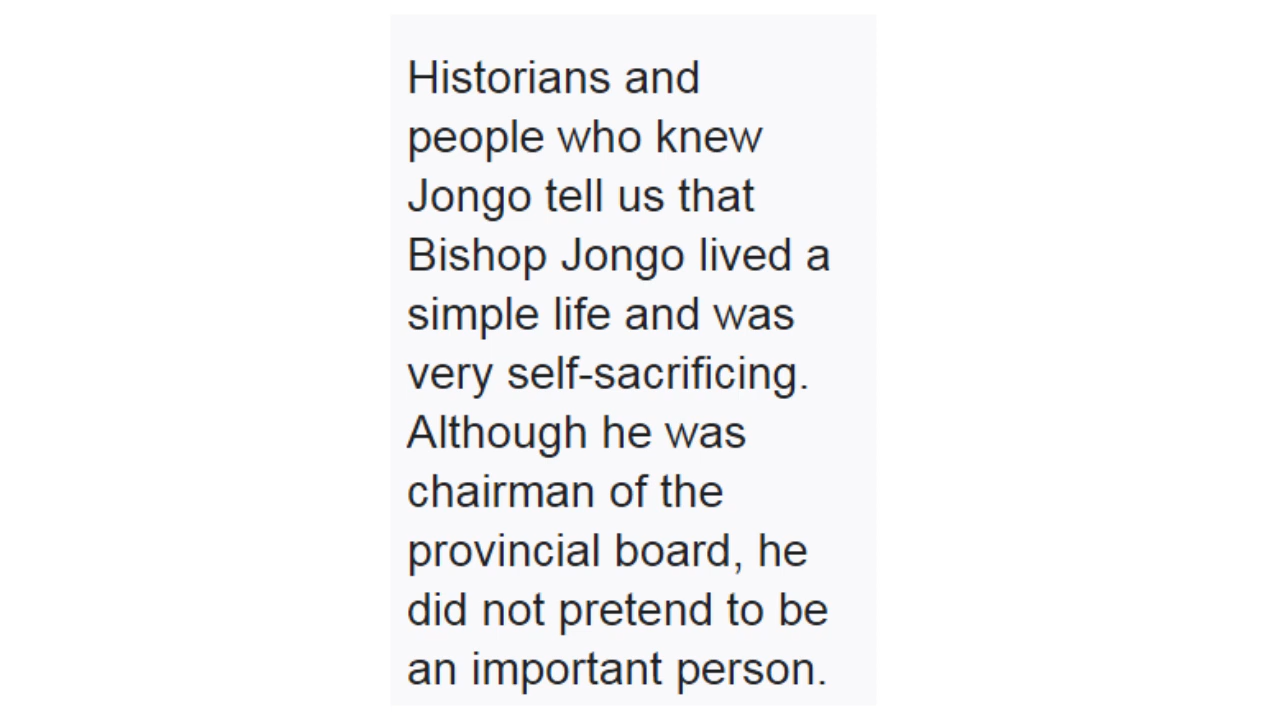 Historians and
people who knew
Jongo tell us that
Bishop Jongo lived a
simple life and was
very self-sacrificing.
Although he was
chairman of the
provincial board, he
did not pretend to be
an important person.